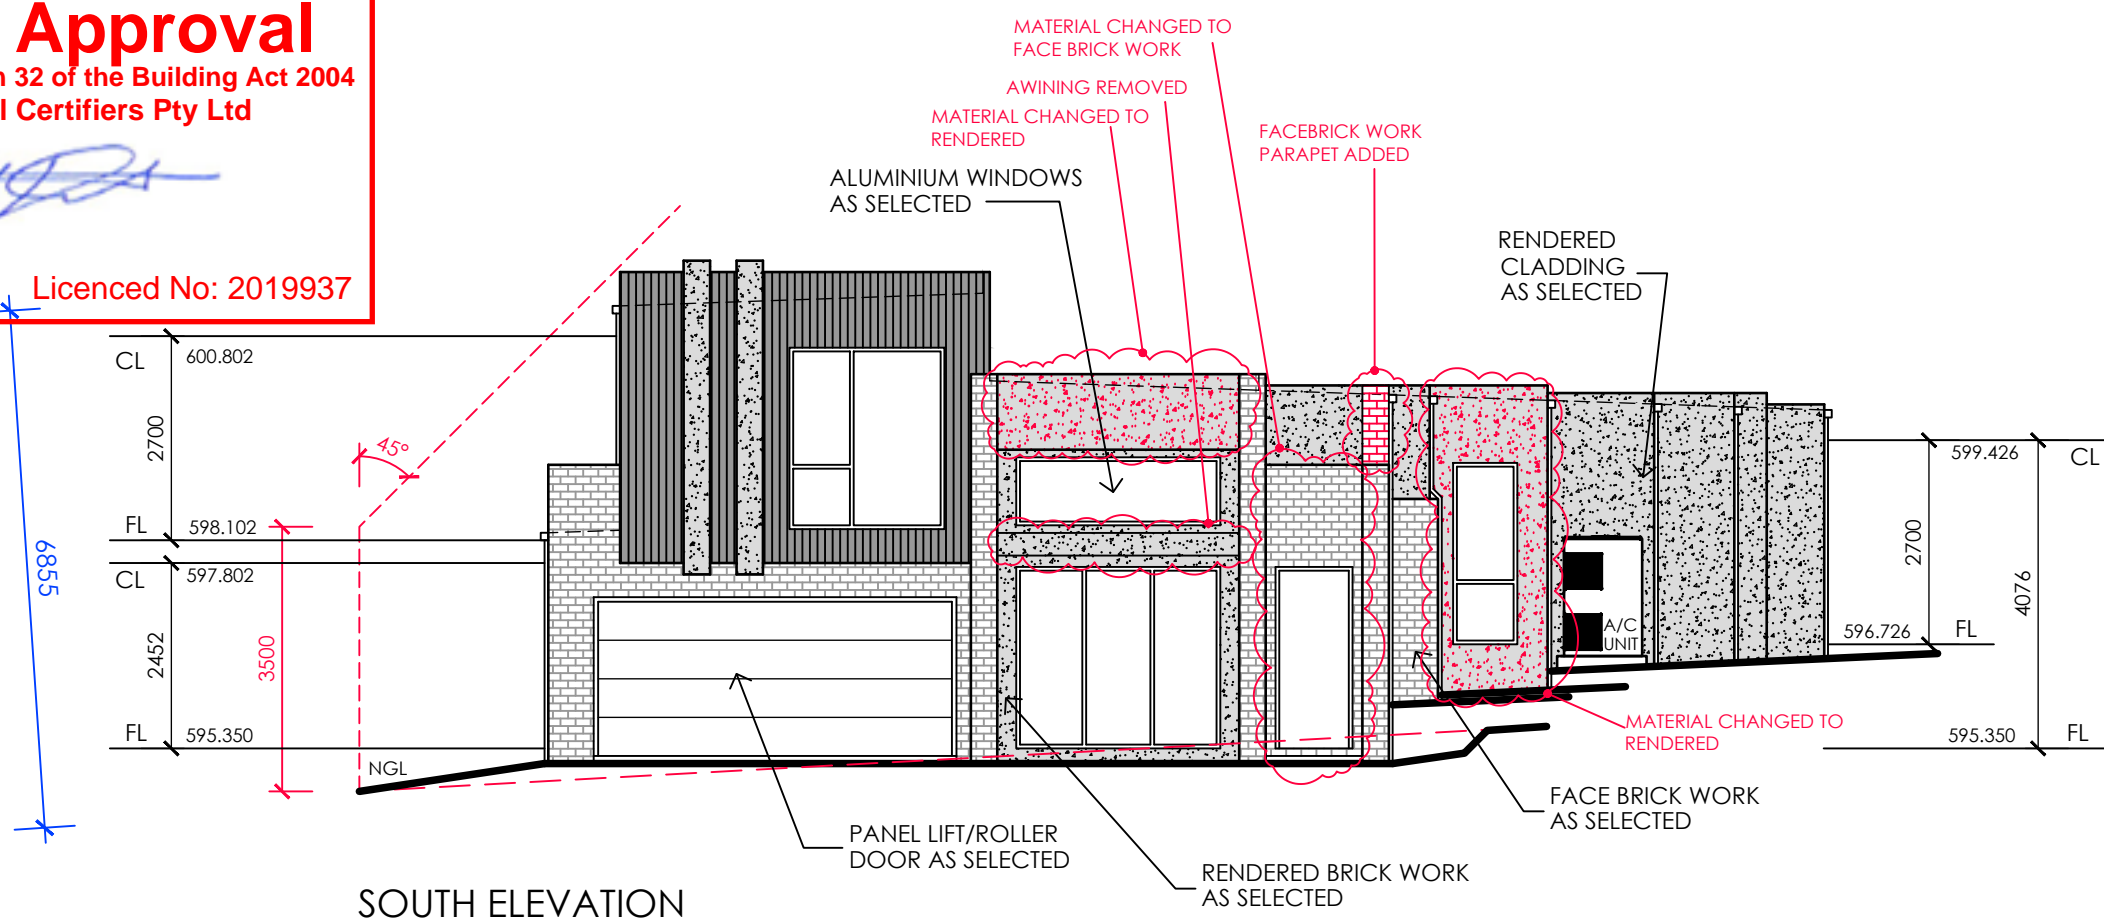 Approval
32 of the Building Act 2004
Certifiers Pty Ltd
Licenced No: 2019937
MATERIAL CHANGED TO
FACE BRICK WORK
AWINING REMOVED
MATERIAL CHANGED TO
RENDERED
FACEBRICK WORK
PARAPET ADDED
ALUMINIUM WINDOWS
AS SELECTED
RENDERED
CLADDING
AS SELECTED
CL
600.802
2700
45°
FL
598.102
CL
597.802
6855
2452
3500
FL
595.350
NGL
599.426
CL
2700
4076
596.726
FL
A/C
UNIT
595.350
FL
MATERIAL CHANGED TO
RENDERED
FACE BRICK WORK
AS SELECTED
PANEL LIFT/ROLLER
DOOR AS SELECTED
RENDERED BRICK WORK
AS SELECTED
SOUTH ELEVATION